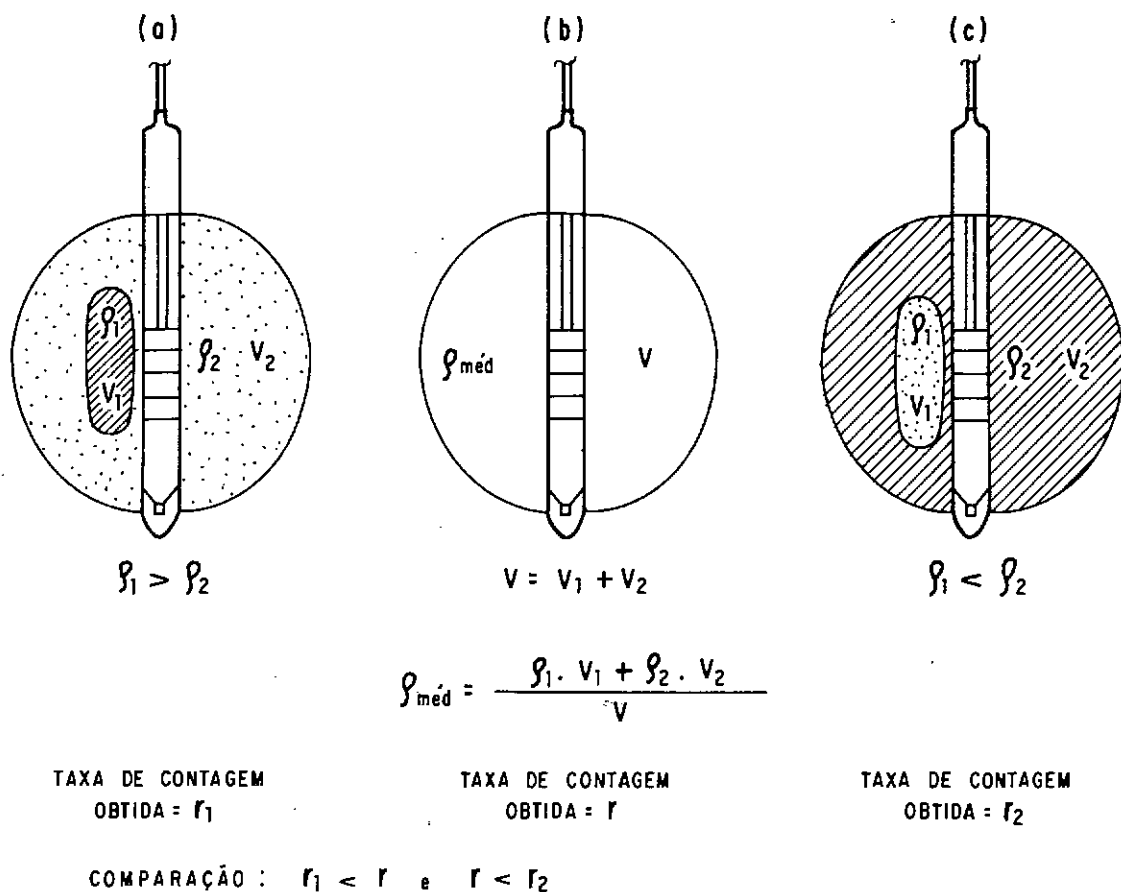 (a) (b) (c)
ρ1 V1 ρ2 V2
ρméd V
ρ1 V1 ρ2 V2
ρ1 > ρ2
V = V1 + V2
ρ1 < ρ2
ρméd = ρ1 . V1 + ρ2 . V2 / V
TAXA DE CONTAGEM
OBTIDA = r1
TAXA DE CONTAGEM
OBTIDA = r
TAXA DE CONTAGEM
OBTIDA = r2
COMPARAÇÃO : r1 < r e r < r2